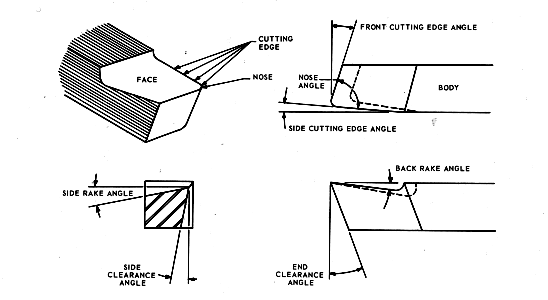 CUTTING
EDGE
FACE
NOSE
FRONT CUTTING EDGE ANGLE
NOSE
ANGLE
BODY
SIDE CUTTING EDGE ANGLE
SIDE RAKE ANGLE
SIDE
CLEARANCE
ANGLE
BACK RAKE ANGLE
END
CLEARANCE
ANGLE